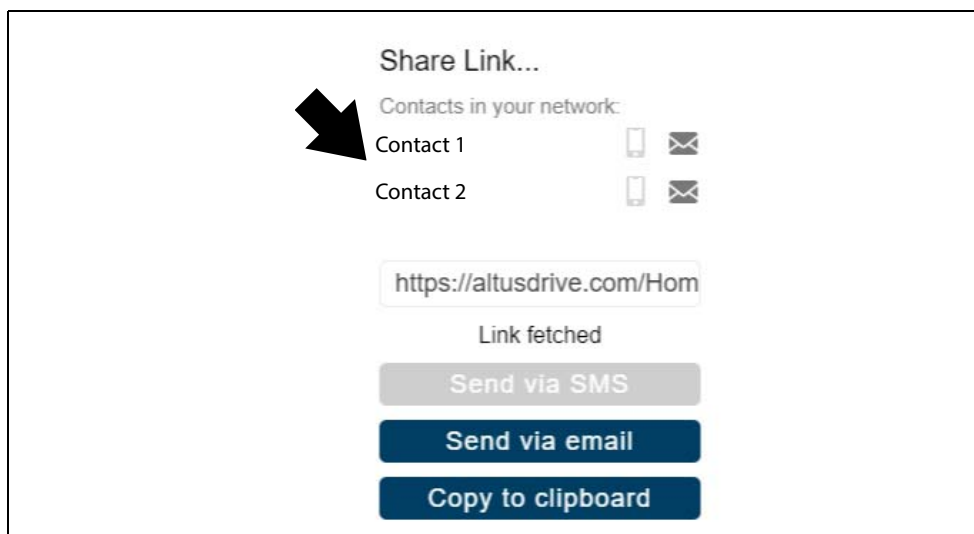 Share Link...
Contacts in your network:
Contact 1
Contact 2
https://altusdrive.com/Hom
Link fetched
Send via SMS
Send via email
Copy to clipboard